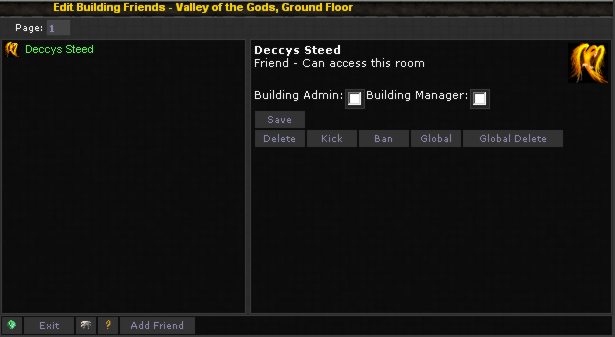 Edit Building Friends - Valley of the Gods, Ground Floor
Page: 1
Deccys Steed
Deccys Steed
Friend - Can access this room
Building Admin: Building Manager:
Save
Delete Kick Ban Global Global Delete
Exit ? Add Friend